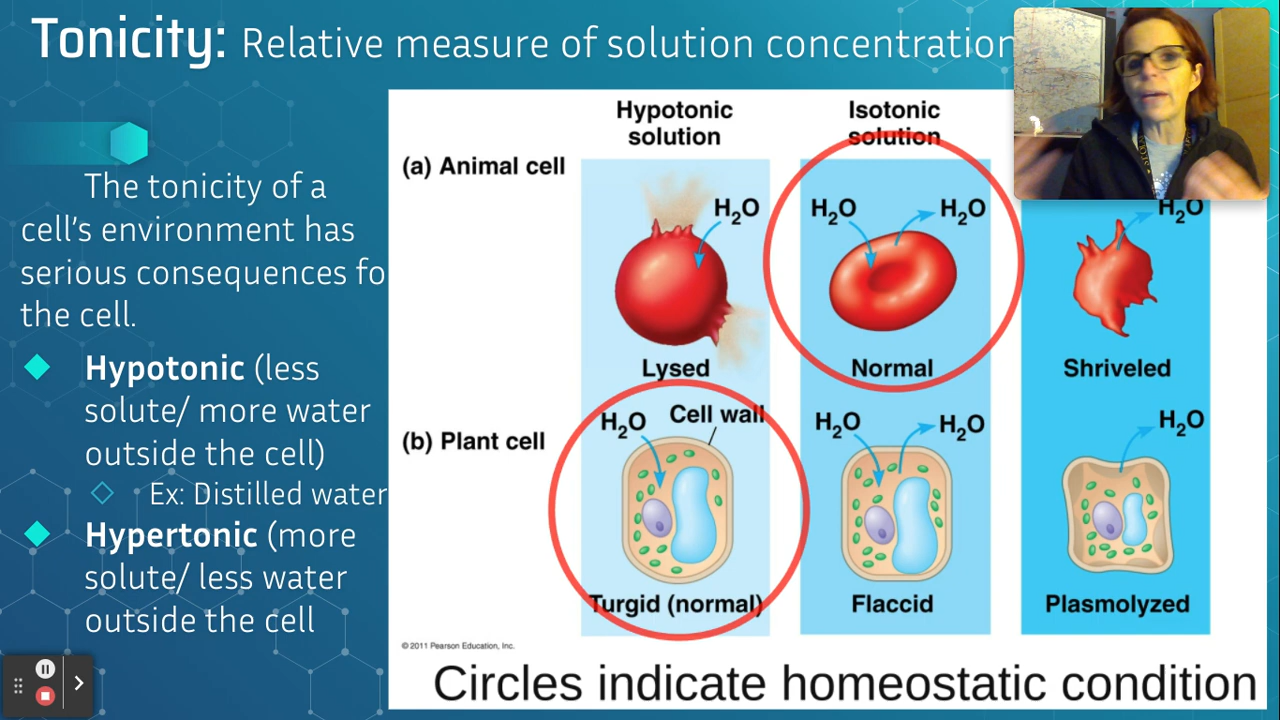 Tonicity: Relative measure of solution concentration
The tonicity of a
cell's environment has
serious consequences fo
the cell.
Hypotonic (less
solute/ more water
outside the cell)
Ex: Distilled water
Hypertonic (more
solute/ less water
outside the cell
Hypotonic
solution
Isotonic
solution
(a) Animal cell
H₂O
H₂O
H₂O
H₂O
Lysed
Normal
Shriveled
(b) Plant cell
H₂O
Cell wall
H₂O
H₂O
H₂O
Turgid (normal)
Flaccid
Plasmolyzed
© 2011 Pearson Education, Inc.
Circles indicate homeostatic condition